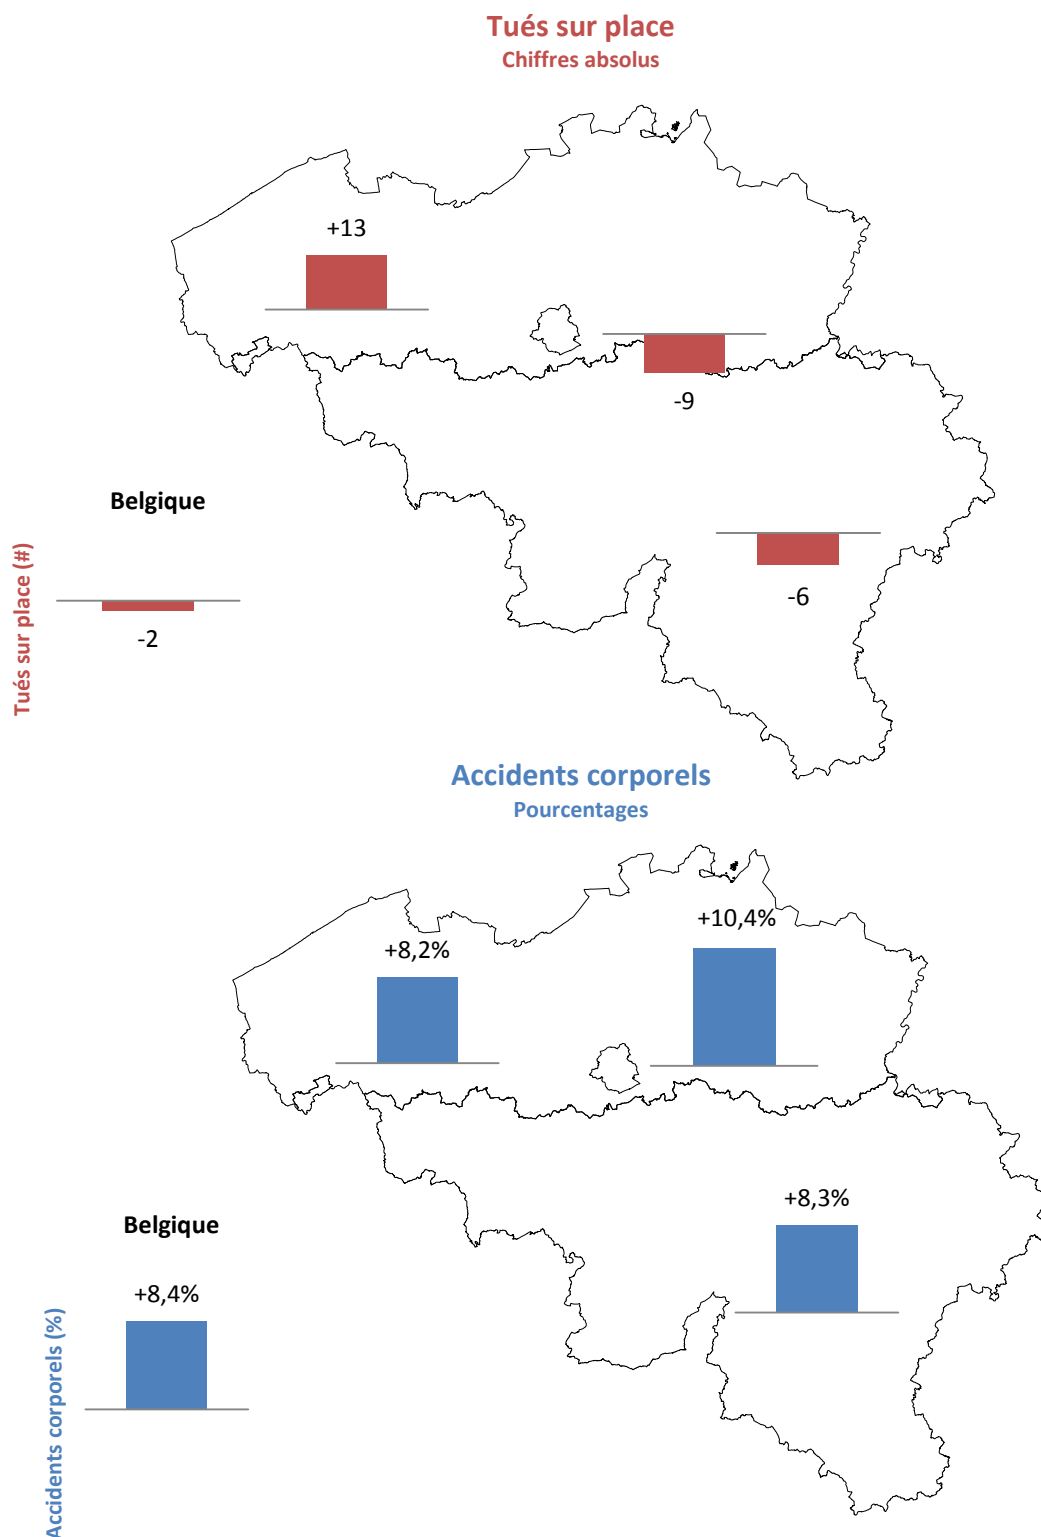 Tués sur place
Chiffres absolus
+13
-9
Belgique
-6
-2
Tués sur place (#)
Accidents corporels
Pourcentages
+10,4%
+8,2%
+8,3%
Belgique
+8,4%
Accidents corporels (%)